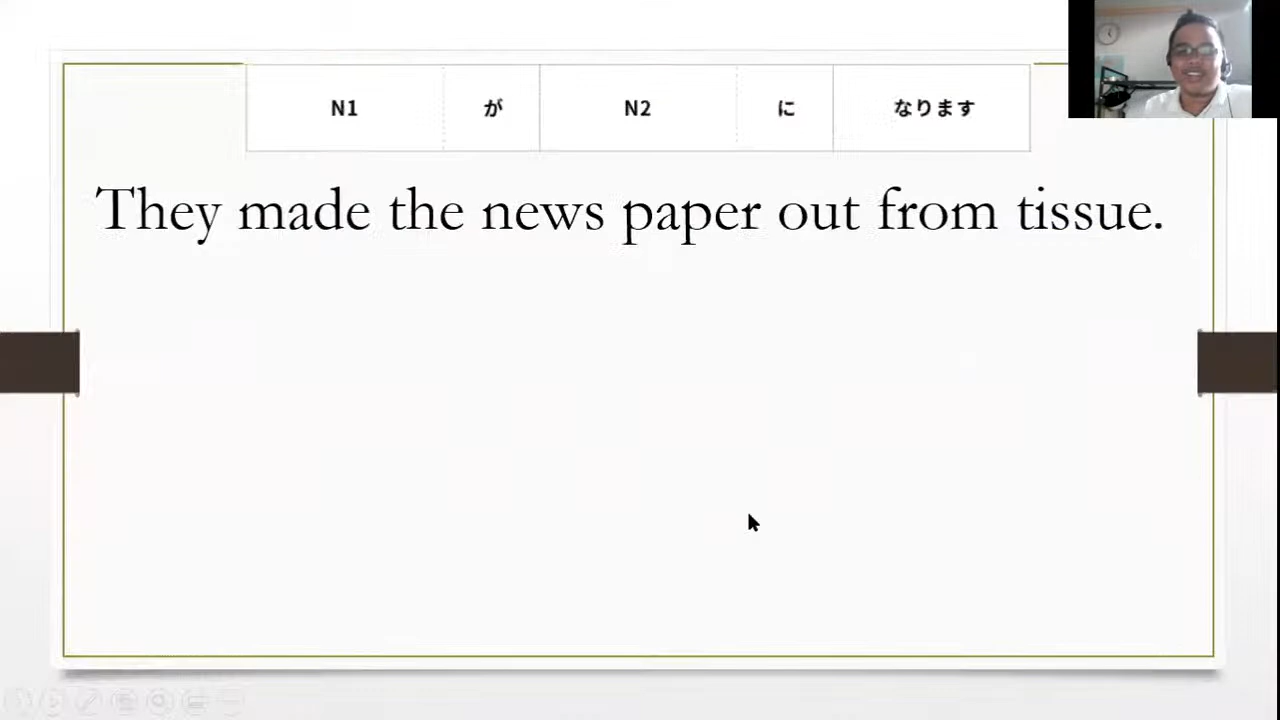 N1 が N2 に なります
They made the news paper out from tissue.